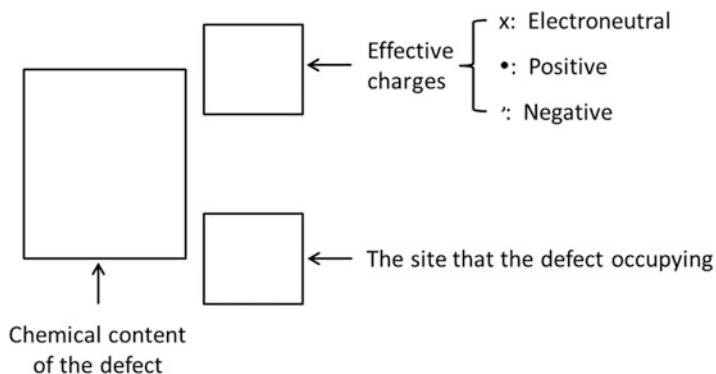 Effective
charges
x: Electroneutral
•: Positive
ʼ: Negative
The site that the defect occupying
Chemical content
of the defect